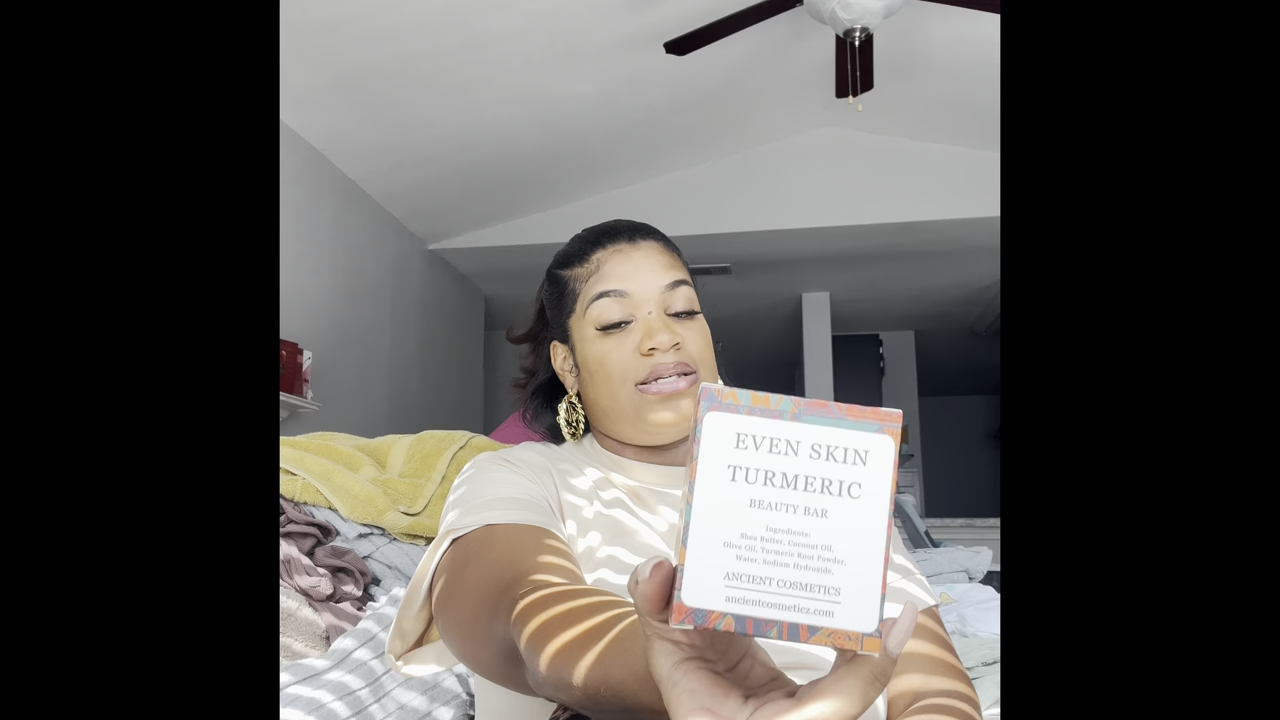 EVEN SKIN
TURMERIC
BEAUTY BAR
Ingredients:
Shea Butter, Coconut Oil,
Olive Oil, Turmeric Root Powder,
Water, Sodium Hydroxide,
ANCIENT COSMETICS
ancientcosmeticz.com